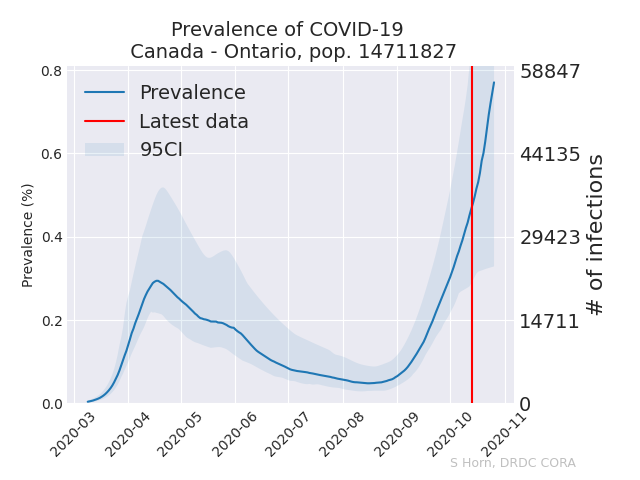 Prevalence of COVID-19
Canada - Ontario, pop. 14711827
Prevalence
Latest data
95CI
Prevalence (%)
0.8
0.6
0.4
0.2
0.0
58847
44135
29423
14711
0
# of infections
2020-03
2020-04
2020-05
2020-06
2020-07
2020-08
2020-09
2020-10
2020-11
S Horn, DRDC CORA